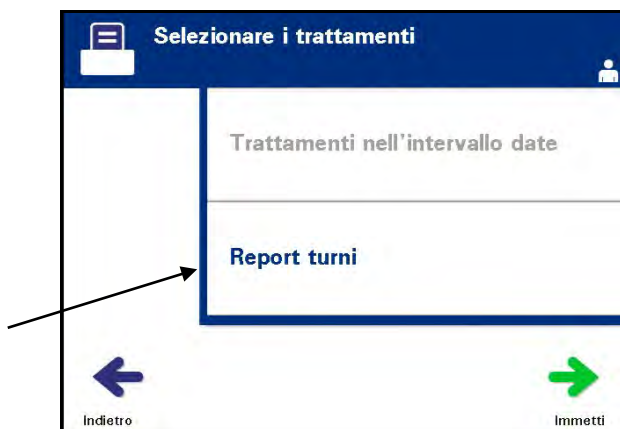 Selezionare i trattamenti
Trattamenti nell'intervallo date
Report turni
Indietro
Immetti